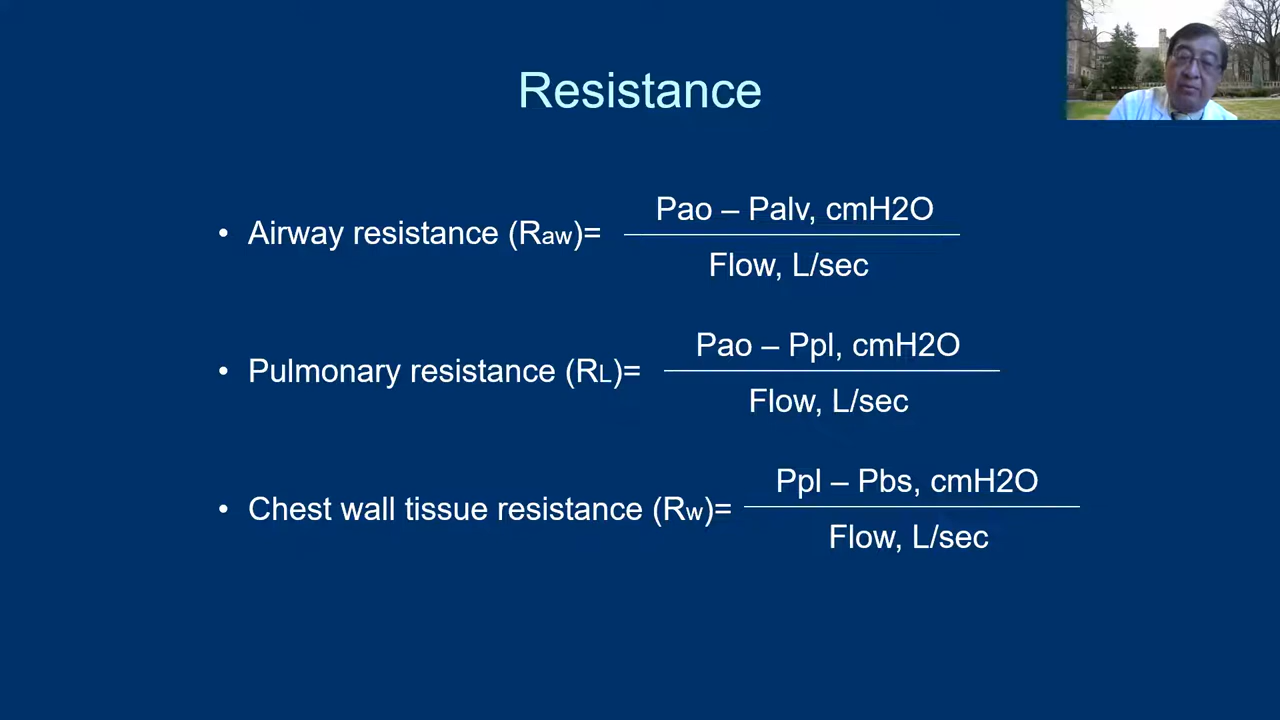 Resistance
Pao – Palv, cmH2O
• Airway resistance (Raw)=
Flow, L/sec
Pao – Ppl, cmH2O
• Pulmonary resistance (RL)=
Flow, L/sec
Ppl – Pbs, cmH2O
• Chest wall tissue resistance (Rw)=
Flow, L/sec